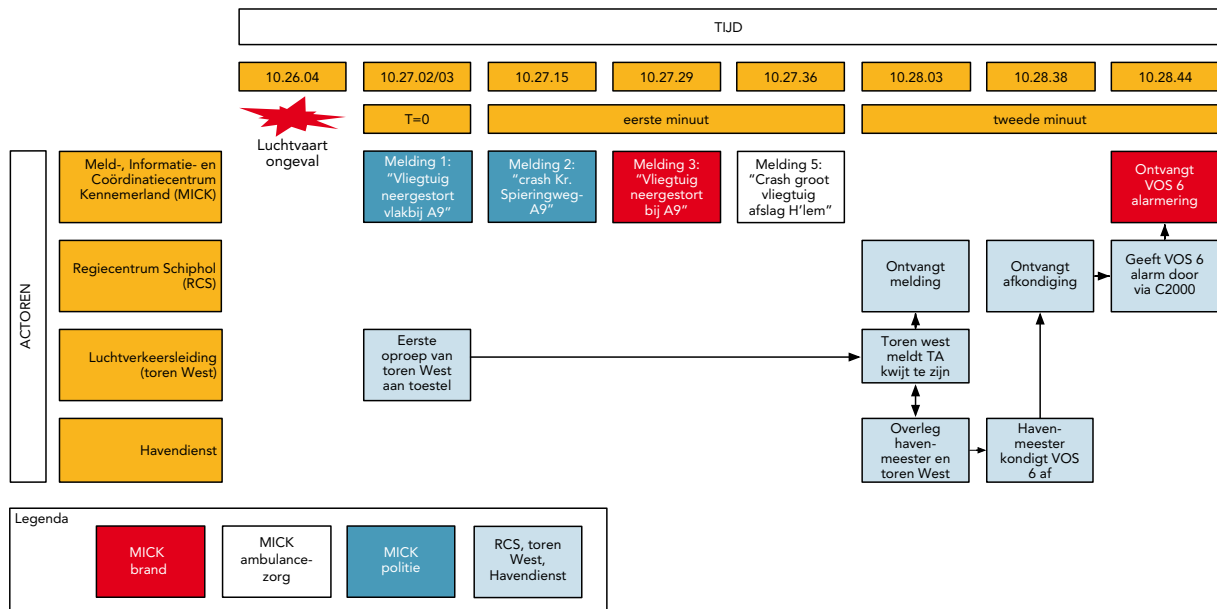 TIJD
10.26.04
10.27.02/03
10.27.15
10.27.29
10.27.36
10.28.03
10.28.38
10.28.44
T=0
eerste minuut
tweede minuut
Luchtvaart
ongeval
ACTOREN
Meld-, Informatie- en
Coördinatiecentrum
Kennemerland (MICK)
Melding 1:
“Vliegtuig
neergestort
vlakbij A9”
Melding 2:
“crash Kr.
Spieringweg-
A9”
Melding 3:
“Vliegtuig
neergestort
bij A9”
Melding 5:
“Crash groot
vliegtuig
afslag H’lem”
Ontvangt
VOS 6
alarmering
Regiecentrum Schiphol
(RCS)
Ontvangt
melding
Ontvangt
afkondiging
Geeft VOS 6
alarm door
via C2000
Luchtverkeersleiding
(toren West)
Eerste
oproep van
toren West
aan toestel
Toren west
meldt TA
kwijt te zijn
Havendienst
Overleg
haven-
meester en
toren West
Haven-
meester
kondigt VOS
6 af
Legenda
MICK
brand
MICK
ambulance-
zorg
MICK
politie
RCS, toren
West,
Havendienst